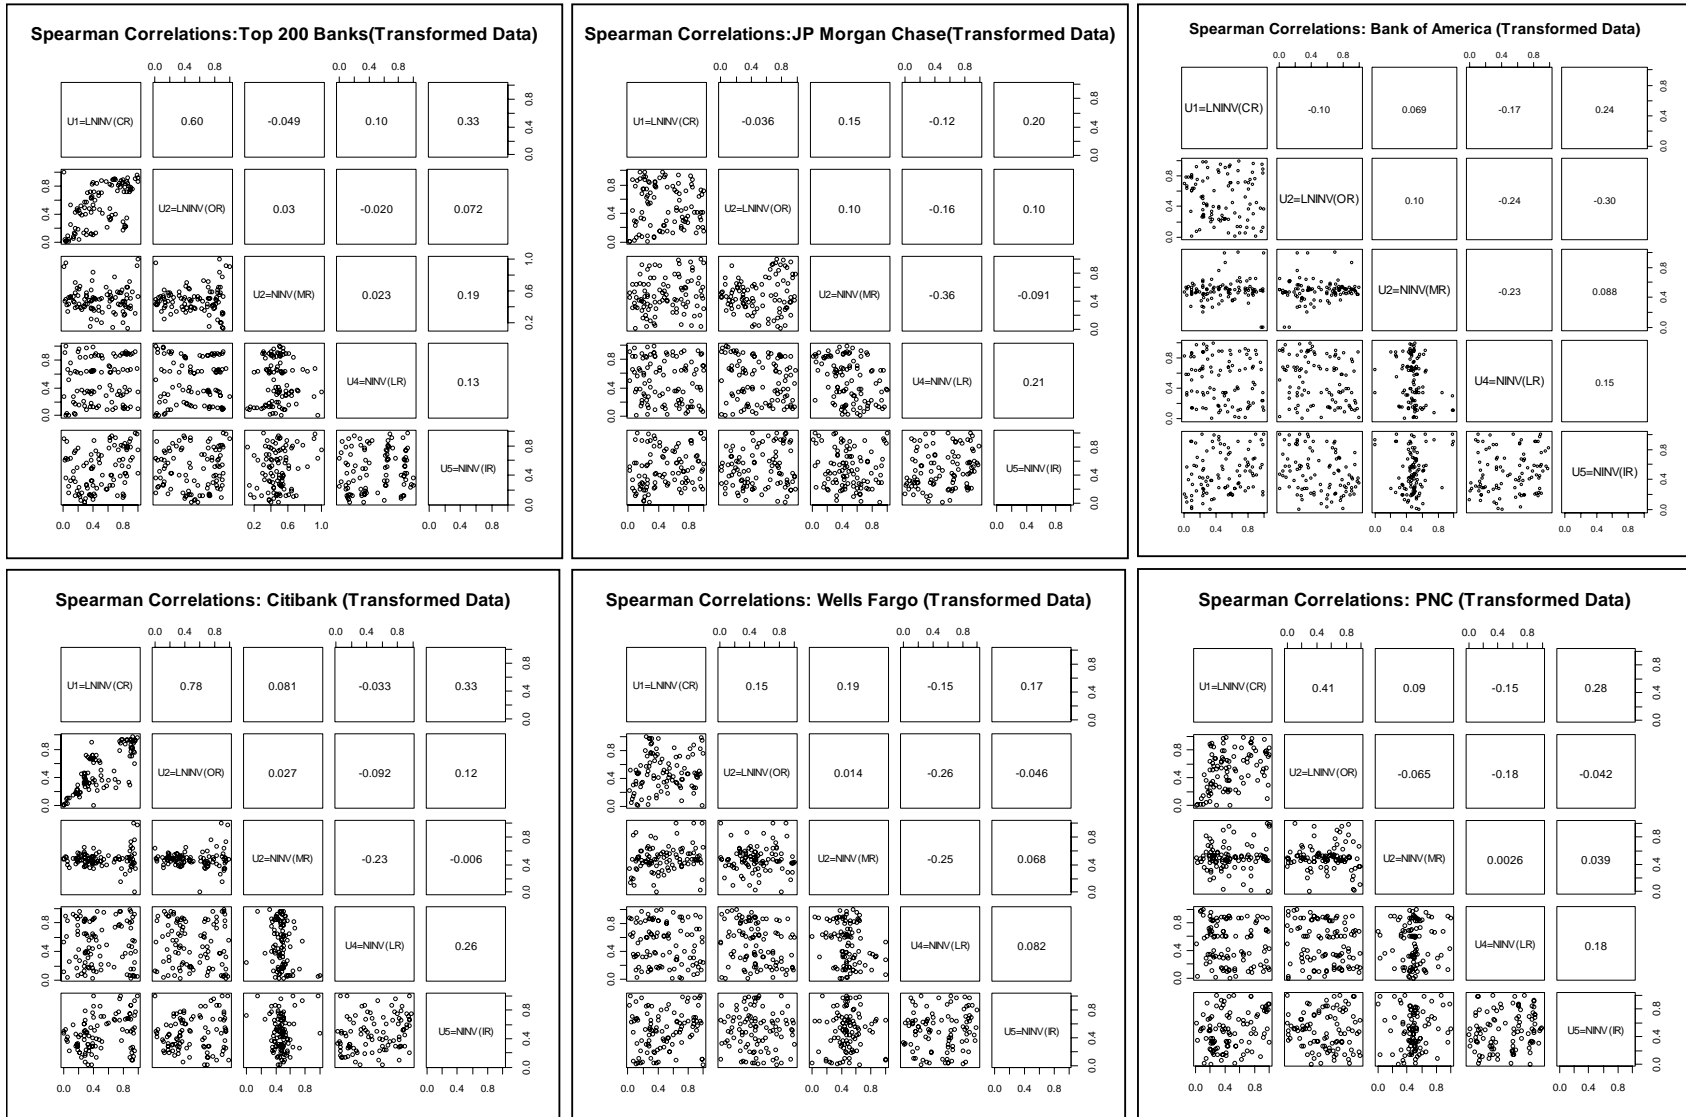 Spearman Correlations:Top 200 Banks(Transformed Data)
0.0 0.4 0.8 0.0 0.4 0.8
U1=LNINV(CR) 0.60 -0.049 0.10 0.33 0.0 0.4 0.8
0.0 0.4 0.8 U2=LNINV(OR) 0.03 -0.020 0.072
U2=NINV(MR) 0.023 0.19 0.2 0.6 1.0
0.0 0.4 0.8 U4=NINV(LR) 0.13
U5=NINV(IR) 0.0 0.4 0.8
0.0 0.4 0.8 0.2 0.6 1.0 0.0 0.4 0.8
Spearman Correlations:JP Morgan Chase(Transformed Data)
0.0 0.4 0.8 0.0 0.4 0.8
U1=LNINV(CR) -0.036 0.15 -0.12 0.20 0.0 0.4 0.8
0.0 0.4 0.8 U2=LNINV(OR) 0.10 -0.16 0.10
U2=NINV(MR) -0.36 -0.091 0.0 0.4 0.8
0.0 0.4 0.8 U4=NINV(LR) 0.21
U5=NINV(IR) 0.0 0.4 0.8
0.0 0.4 0.8 0.0 0.4 0.8 0.0 0.4 0.8
Spearman Correlations: Bank of America (Transformed Data)
0.0 0.4 0.8 0.0 0.4 0.8
U1=LNINV(CR) -0.10 0.069 -0.17 0.24 0.0 0.4 0.8
0.0 0.4 0.8 U2=LNINV(OR) 0.10 -0.24 -0.30
U2=NINV(MR) -0.23 0.088 0.0 0.4 0.8
0.0 0.4 0.8 U4=NINV(LR) 0.15
U5=NINV(IR) 0.0 0.4 0.8
0.0 0.4 0.8 0.0 0.4 0.8 0.0 0.4 0.8
Spearman Correlations: Citibank (Transformed Data)
0.0 0.4 0.8 0.0 0.4 0.8
U1=LNINV(CR) 0.78 0.081 -0.033 0.33 0.0 0.4 0.8
0.0 0.4 0.8 U2=LNINV(OR) 0.027 -0.092 0.12
U2=NINV(MR) -0.23 -0.006 0.0 0.4 0.8
0.0 0.4 0.8 U4=NINV(LR) 0.26
U5=NINV(IR) 0.0 0.4 0.8
0.0 0.4 0.8 0.0 0.4 0.8 0.0 0.4 0.8
Spearman Correlations: Wells Fargo (Transformed Data)
0.0 0.4 0.8 0.0 0.4 0.8
U1=LNINV(CR) 0.15 0.19 -0.15 0.17 0.0 0.4 0.8
0.0 0.4 0.8 U2=LNINV(OR) 0.014 -0.26 -0.046
U2=NINV(MR) -0.25 0.068 0.0 0.4 0.8
0.0 0.4 0.8 U4=NINV(LR) 0.082
U5=NINV(IR) 0.0 0.4 0.8
0.0 0.4 0.8 0.0 0.4 0.8 0.0 0.4 0.8
Spearman Correlations: PNC (Transformed Data)
0.0 0.4 0.8 0.0 0.4 0.8
U1=LNINV(CR) 0.41 0.09 -0.15 0.28 0.0 0.4 0.8
0.0 0.4 0.8 U2=LNINV(OR) -0.065 -0.18 -0.042
U2=NINV(MR) 0.0026 0.039 0.0 0.4 0.8
0.0 0.4 0.8 U4=NINV(LR) 0.18
U5=NINV(IR) 0.0 0.4 0.8
0.0 0.4 0.8 0.0 0.4 0.8 0.0 0.4 0.8